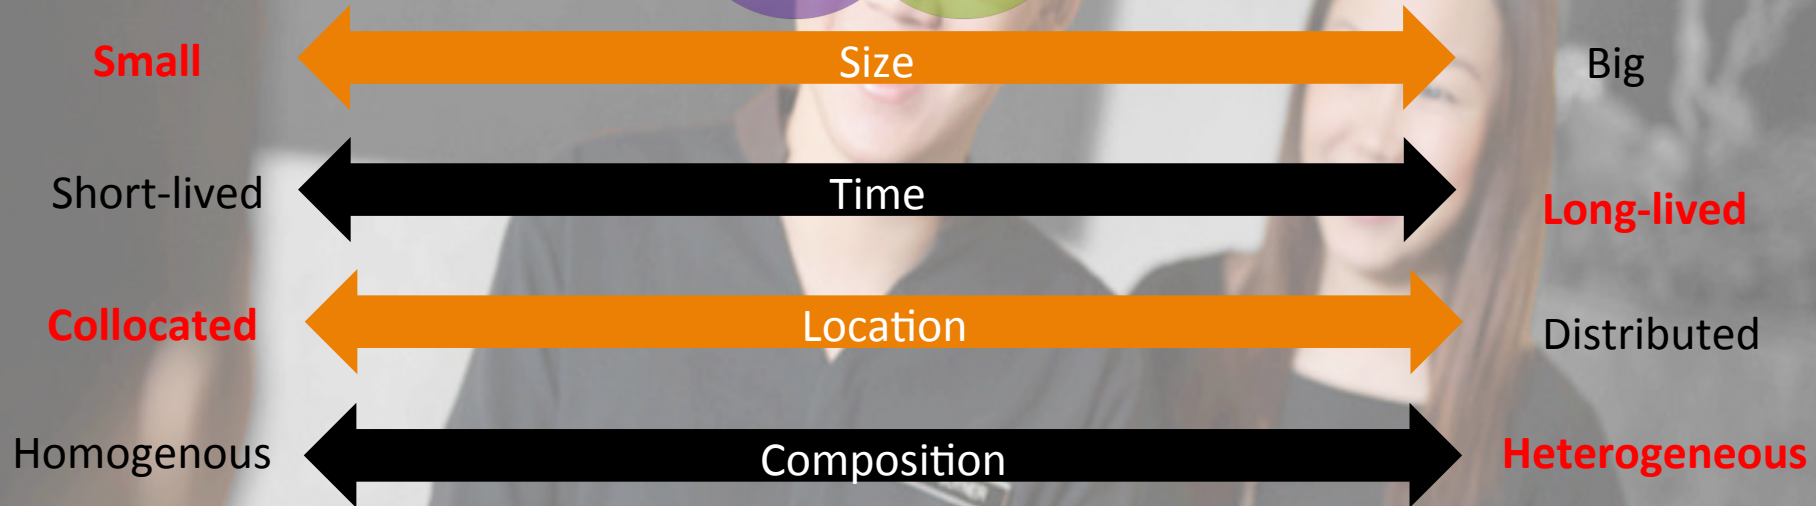 Small Size Big
Short-lived Time Long-lived
Collocated Location Distributed
Homogenous Composition Heterogeneous